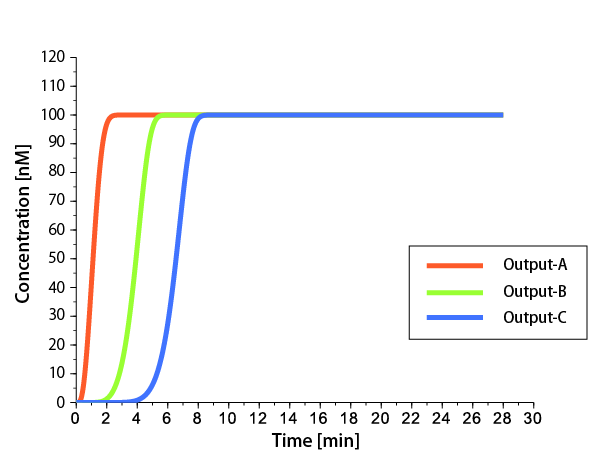 Concentration [nM]
120
110
100
90
80
70
60
50
40
30
20
10
0
0 2 4 6 8 10 12 14 16 18 20 22 24 26 28 30
Time [min]
Output-A
Output-B
Output-C